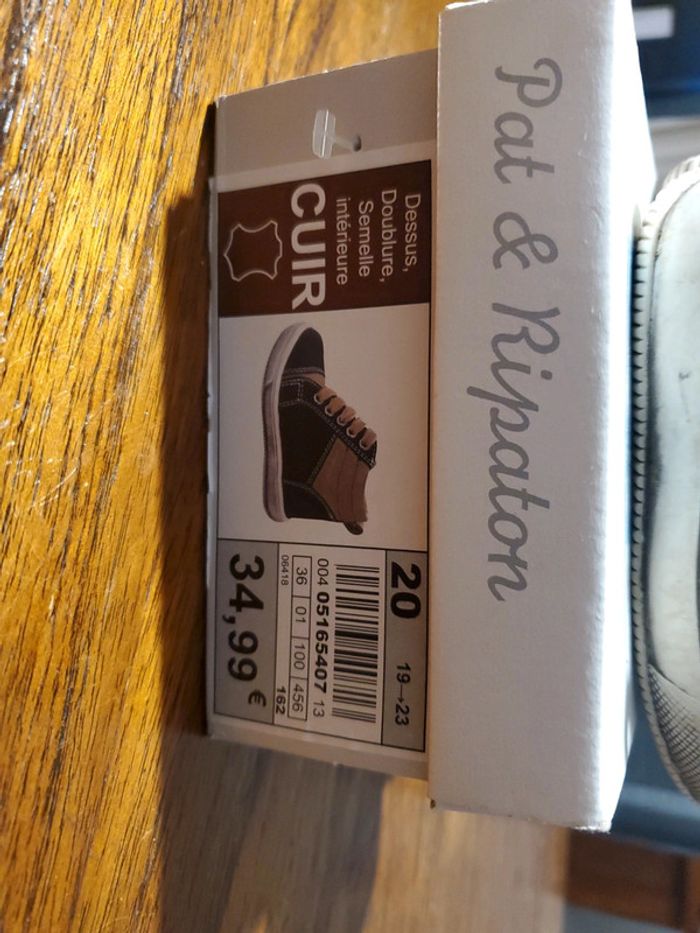 Pat & Ripaton
Dessus,
Doublure,
Semelle
intérieure
CUIR
20 19→23
004 05165407 13
36 01 100 456
06418 162
34,99 €